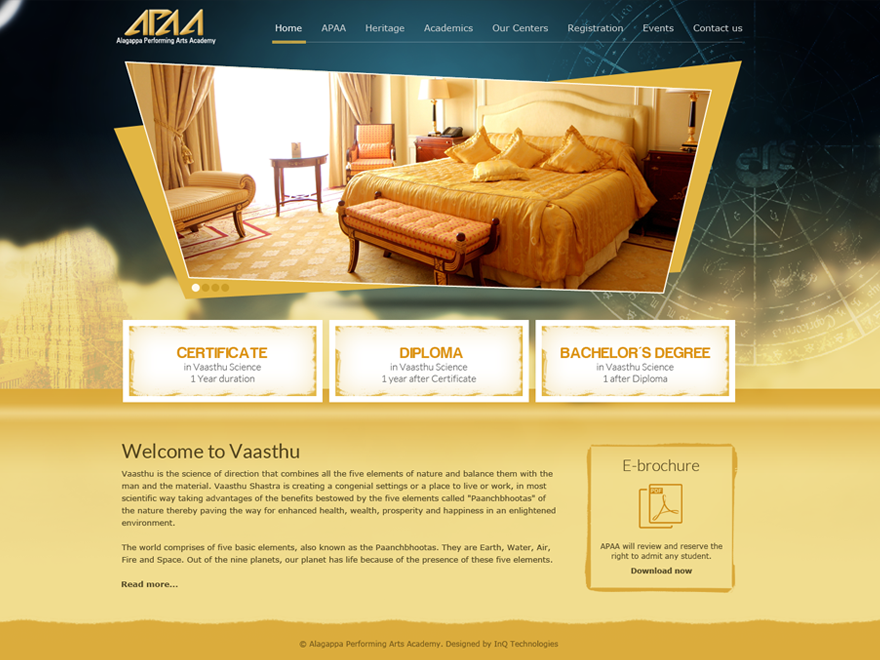 APAA
Alagappa Performing Arts Academy
Home APAA Heritage Academics Our Centers Registration Events Contact us
CERTIFICATE
in Vaasthu Science
1 Year duration
DIPLOMA
in Vaasthu Science
1 year after Certificate
BACHELOR'S DEGREE
in Vaasthu Science
1 after Diploma
Welcome to Vaasthu
Vaasthu is the science of direction that combines all the five elements of nature and balance them with the
man and the material. Vaasthu Shastra is creating a congenial settings or a place to live or work, in most
scientific way taking advantages of the benefits bestowed by the five elements called "Paanchbhootas" of
the nature thereby paving the way for enhanced health, wealth, prosperity and happiness in an enlightened
environment.
The world comprises of five basic elements, also known as the Paanchbhootas. They are Earth, Water, Air,
Fire and Space. Out of the nine planets, our planet has life because of the presence of these five elements.
Read more...
E-brochure
PDF
APAA will review and reserve the
right to admit any student.
Download now
© Alagappa Performing Arts Academy. Designed by InQ Technologies